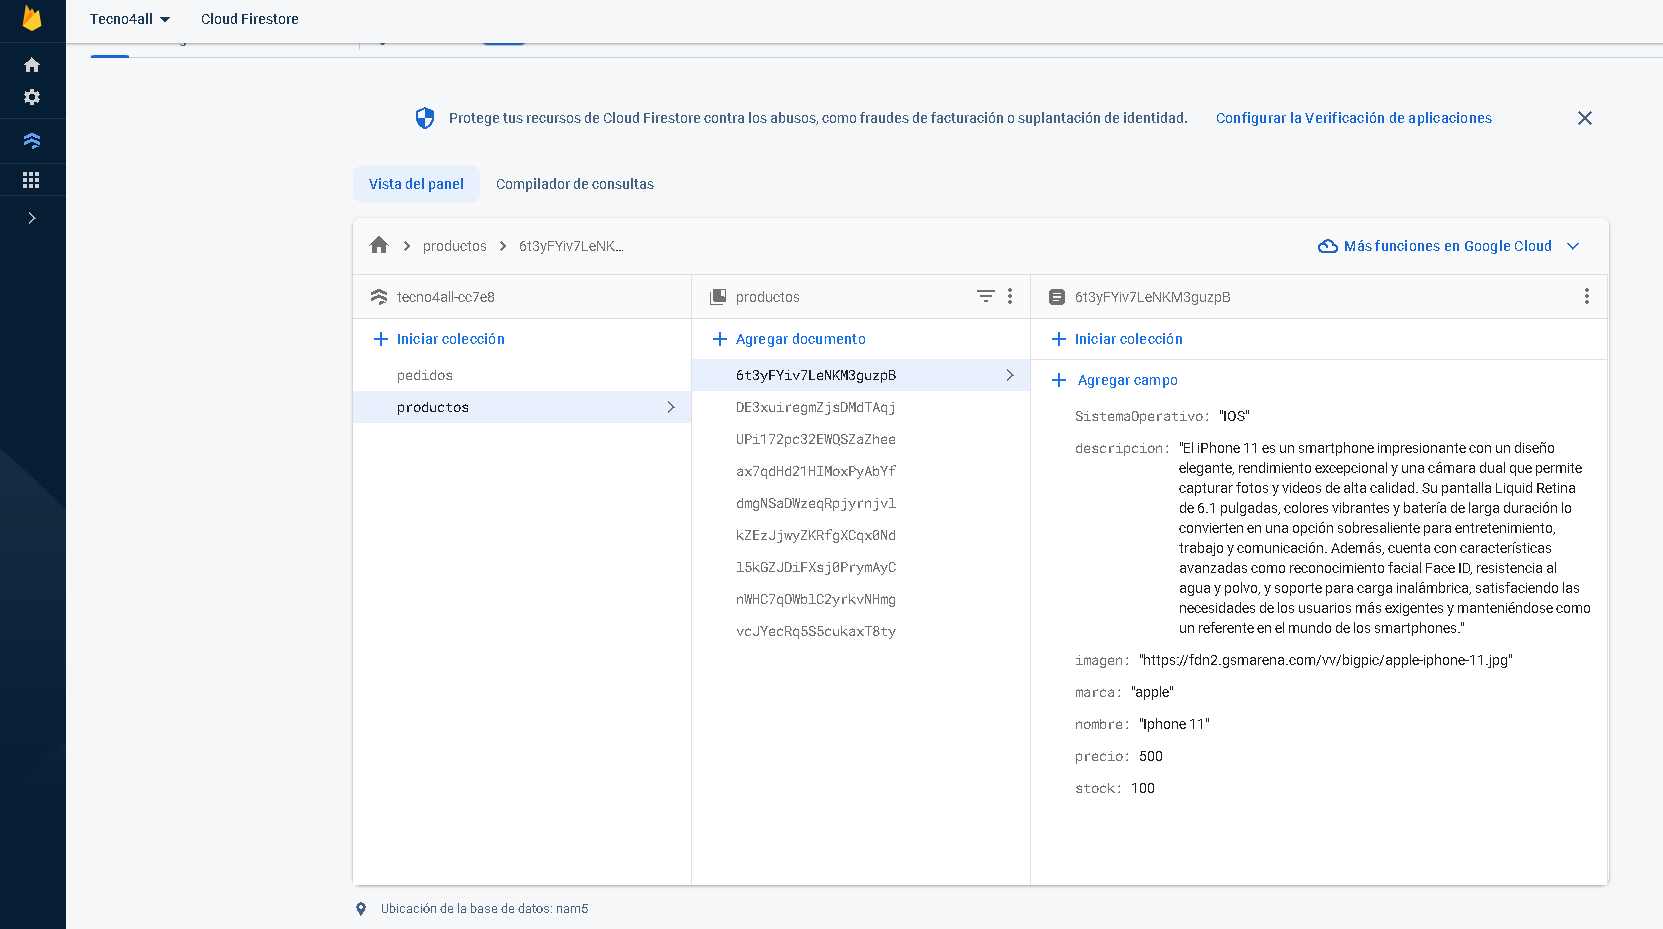 Tecno4all
Cloud Firestore
Protege tus recursos de Cloud Firestore contra los abusos, como fraudes de facturación o suplantación de identidad.
Configurar la Verificación de aplicaciones
Vista del panel
Compilador de consultas
productos
6t3yFYiv7LeNK...
Más funciones en Google Cloud
tecno4all-cc7e8
Iniciar colección
pedidos
productos
productos
Agregar documento
6t3yFYiv7LeNKM3guzpB
DE3xuiregmZjsDMdTAqj
UPi172pc32EWQSZaZhee
ax7qdHd21HIMoxPyAbYf
dmgNSaDWzeqRpjyrnjvl
kZEzJjwyZKRfgXCqx0Nd
l5kGZJDiFXsj0PrymAyC
nWHC7qOWblC2yrkvNHmg
vcJYecRq5S5cukaxT8ty
6t3yFYiv7LeNKM3guzpB
Iniciar colección
Agregar campo
SistemaOperativo: "IOS"
descripcion: "El iPhone 11 es un smartphone impresionante con un diseño
elegante, rendimiento excepcional y una cámara dual que permite
capturar fotos y videos de alta calidad. Su pantalla Liquid Retina
de 6.1 pulgadas, colores vibrantes y batería de larga duración lo
convierten en una opción sobresaliente para entretenimiento,
trabajo y comunicación. Además, cuenta con características
avanzadas como reconocimiento facial Face ID, resistencia al
agua y polvo, y soporte para carga inalámbrica, satisfaciendo las
necesidades de los usuarios más exigentes y manteniéndose como
un referente en el mundo de los smartphones."
imagen: "https://fdn2.gsmarena.com/vv/bigpic/apple-iphone-11.jpg"
marca: "apple"
nombre: "Iphone 11"
precio: 500
stock: 100
Ubicación de la base de datos: nam5